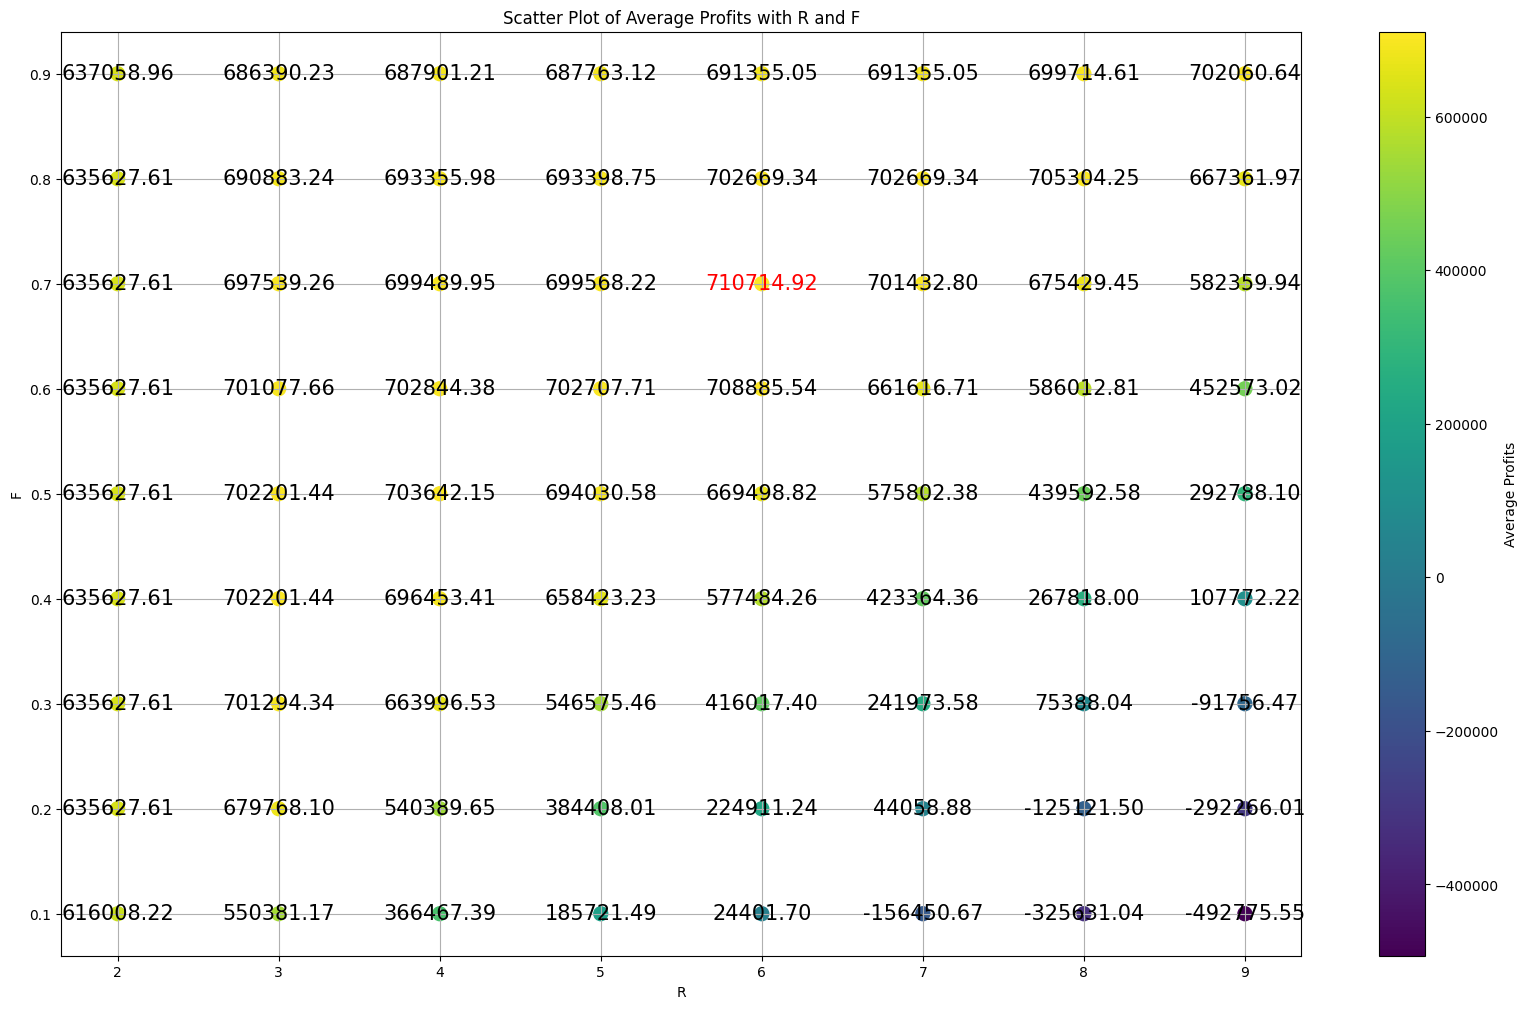 Scatter Plot of Average Profits with R and F
0.9 637058.96 686390.23 687901.21 687763.12 691355.05 691355.05 699714.61 702060.64
600000
0.8 635627.61 690883.24 693355.98 693398.75 702669.34 702669.34 705304.25 667361.97
0.7 635627.61 697539.26 699489.95 699568.22 710714.92 701432.80 675429.45 582359.94
400000
0.6 635627.61 701077.66 702844.38 702707.71 708885.54 661616.71 586012.81 452573.02
200000
F
0.5 635627.61 702201.44 703642.15 694030.58 669498.82 575802.38 439592.58 292788.10
Average Profits
0
0.4 635627.61 702201.44 696453.41 658423.23 577484.26 423364.36 267818.00 107772.22
0.3 635627.61 701294.34 663996.53 546575.46 416017.40 241973.58 75388.04 -91756.47
−200000
0.2 635627.61 679768.10 540389.65 384408.01 224911.24 44058.88 -125121.50 -292266.01
−400000
0.1 616008.22 550381.17 366467.39 185721.49 24401.70 -156450.67 -325631.04 -492775.55
2 3 4 5 6 7 8 9
R